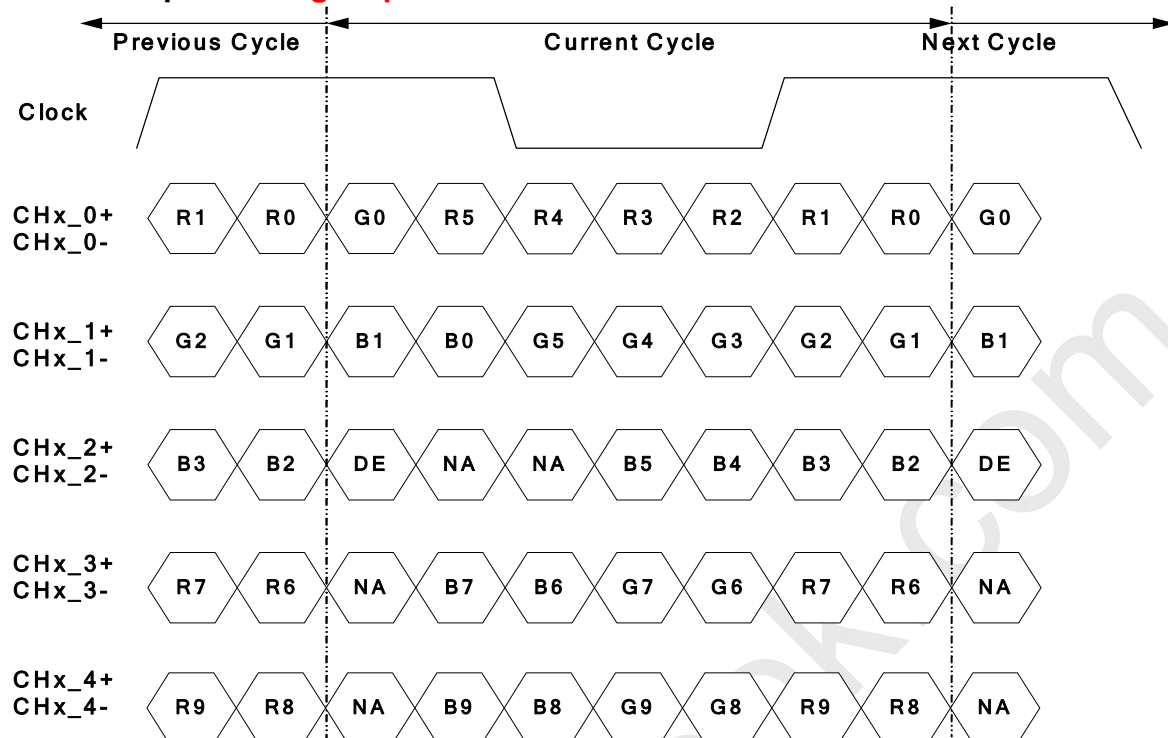 Previous Cycle Current Cycle Next Cycle
Clock
CHx_0+ R1 R0 G0 R5 R4 R3 R2 R1 R0 G0
CHx_0-
CHx_1+ G2 G1 B1 B0 G5 G4 G3 G2 G1 B1
CHx_1-
CHx_2+ B3 B2 DE NA NA B5 B4 B3 B2 DE
CHx_2-
CHx_3+ R7 R6 NA B7 B6 G7 G6 R7 R6 NA
CHx_3-
CHx_4+ R9 R8 NA B9 B8 G9 G8 R9 R8 NA
CHx_4-